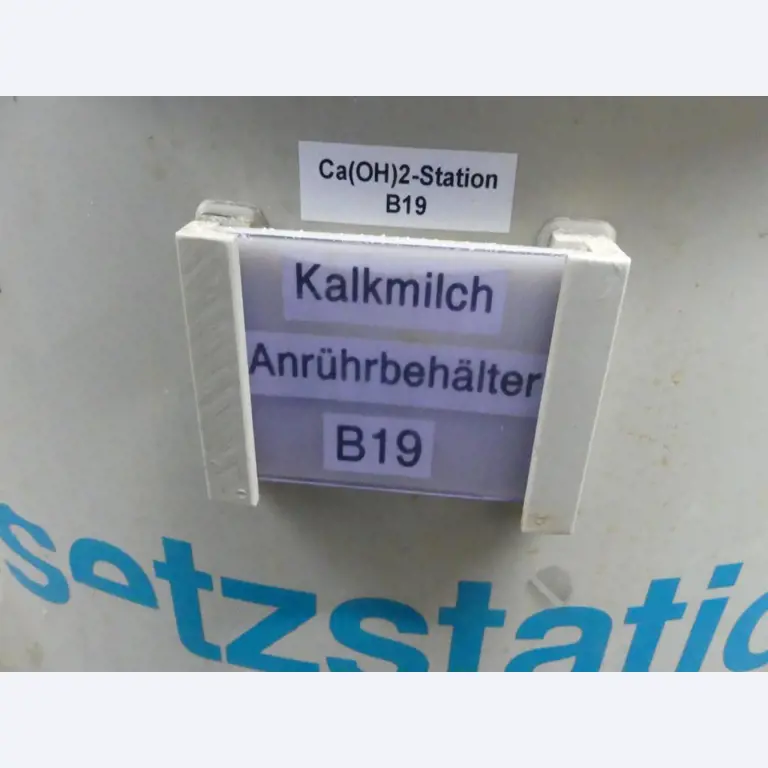 Ca(OH)2-Station
B19
Kalkmilch
Anrührbehälter
B19
setzstatio